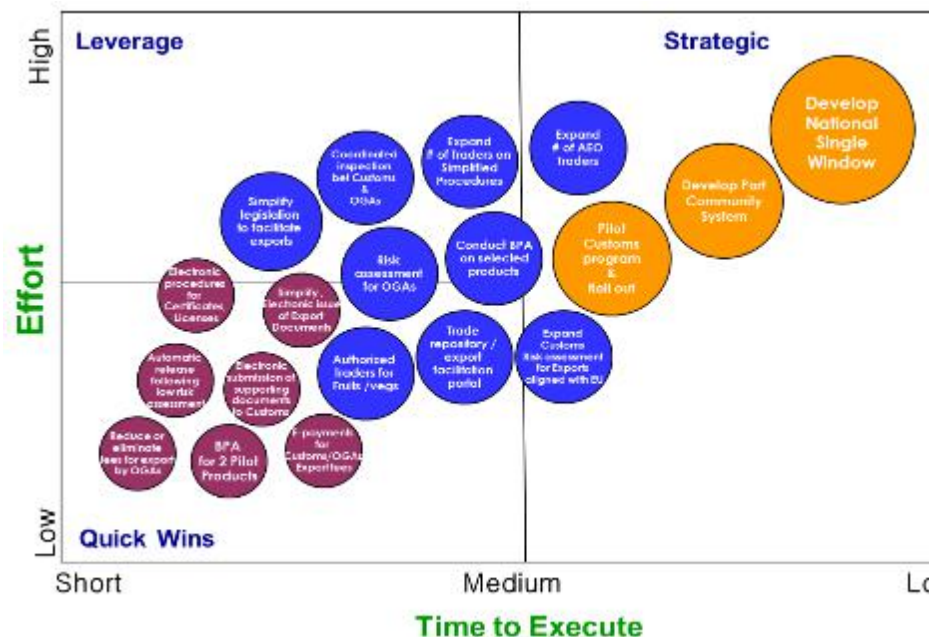 Leverage
Strategic
High
Effort
Low
Develop
National
Single
Window
Expand
# of Traders on
Simplified
Procedures
Expand
# of AEO
Traders
Coordinated
inspection
bet Customs
&
OGAs
Develop Port
Community
System
Simplify
legislation
to facilitate
exports
Pilot
Customs
program
&
Roll out
Conduct BPA
on selected
products
Risk
assessment
for OGAs
Electronic
procedures
for
Certificates,
Licenses
Simplify,
Electronic issue
of Export
Documents
Trade
repository /
export
facilitation
portal
Expand
Customs
Risk assessment
for Exports
aligned with EU
Authorized
Traders for
Fruits /vegs
Automatic
release
following
low risk
assessment
Electronic
submission of
supporting
documents
to Customs
Reduce or
eliminate
fees for export
by OGAs
BPA
for 2 Pilot
Products
E-payments
for
Customs/OGAs
Export fees
Quick Wins
Short
Medium
Lo
Time to Execute